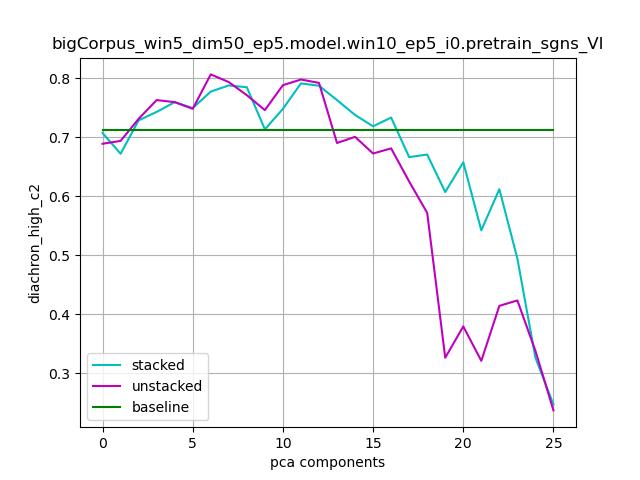 bigCorpus_win5_dim50_ep5.model.win10_ep5_i0.pretrain_sgns_VI
0.8
0.7
0.6
0.5
0.4
0.3
diachron_high_c2
stacked
unstacked
baseline
0 5 10 15 20 25
pca components